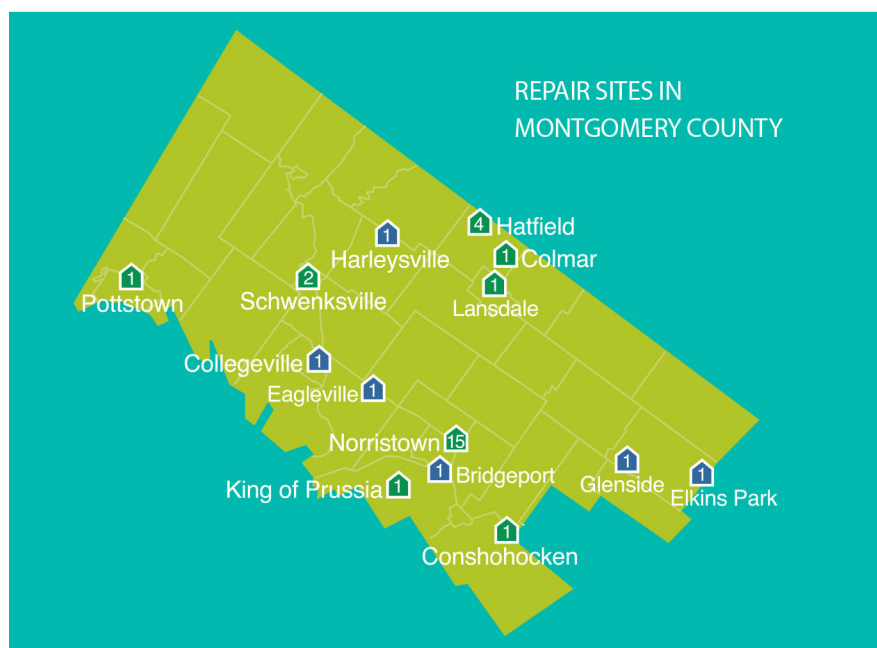 REPAIR SITES IN
MONTGOMERY COUNTY
4 Hatfield
1
Harleysville
1 Colmar
1
Pottstown
2
Schwenksville
1
Lansdale
Collegeville 1
Eagleville 1
Norristown 15
1 Bridgeport
1
Glenside
1
Elkins Park
King of Prussia 1
1
Conshohocken